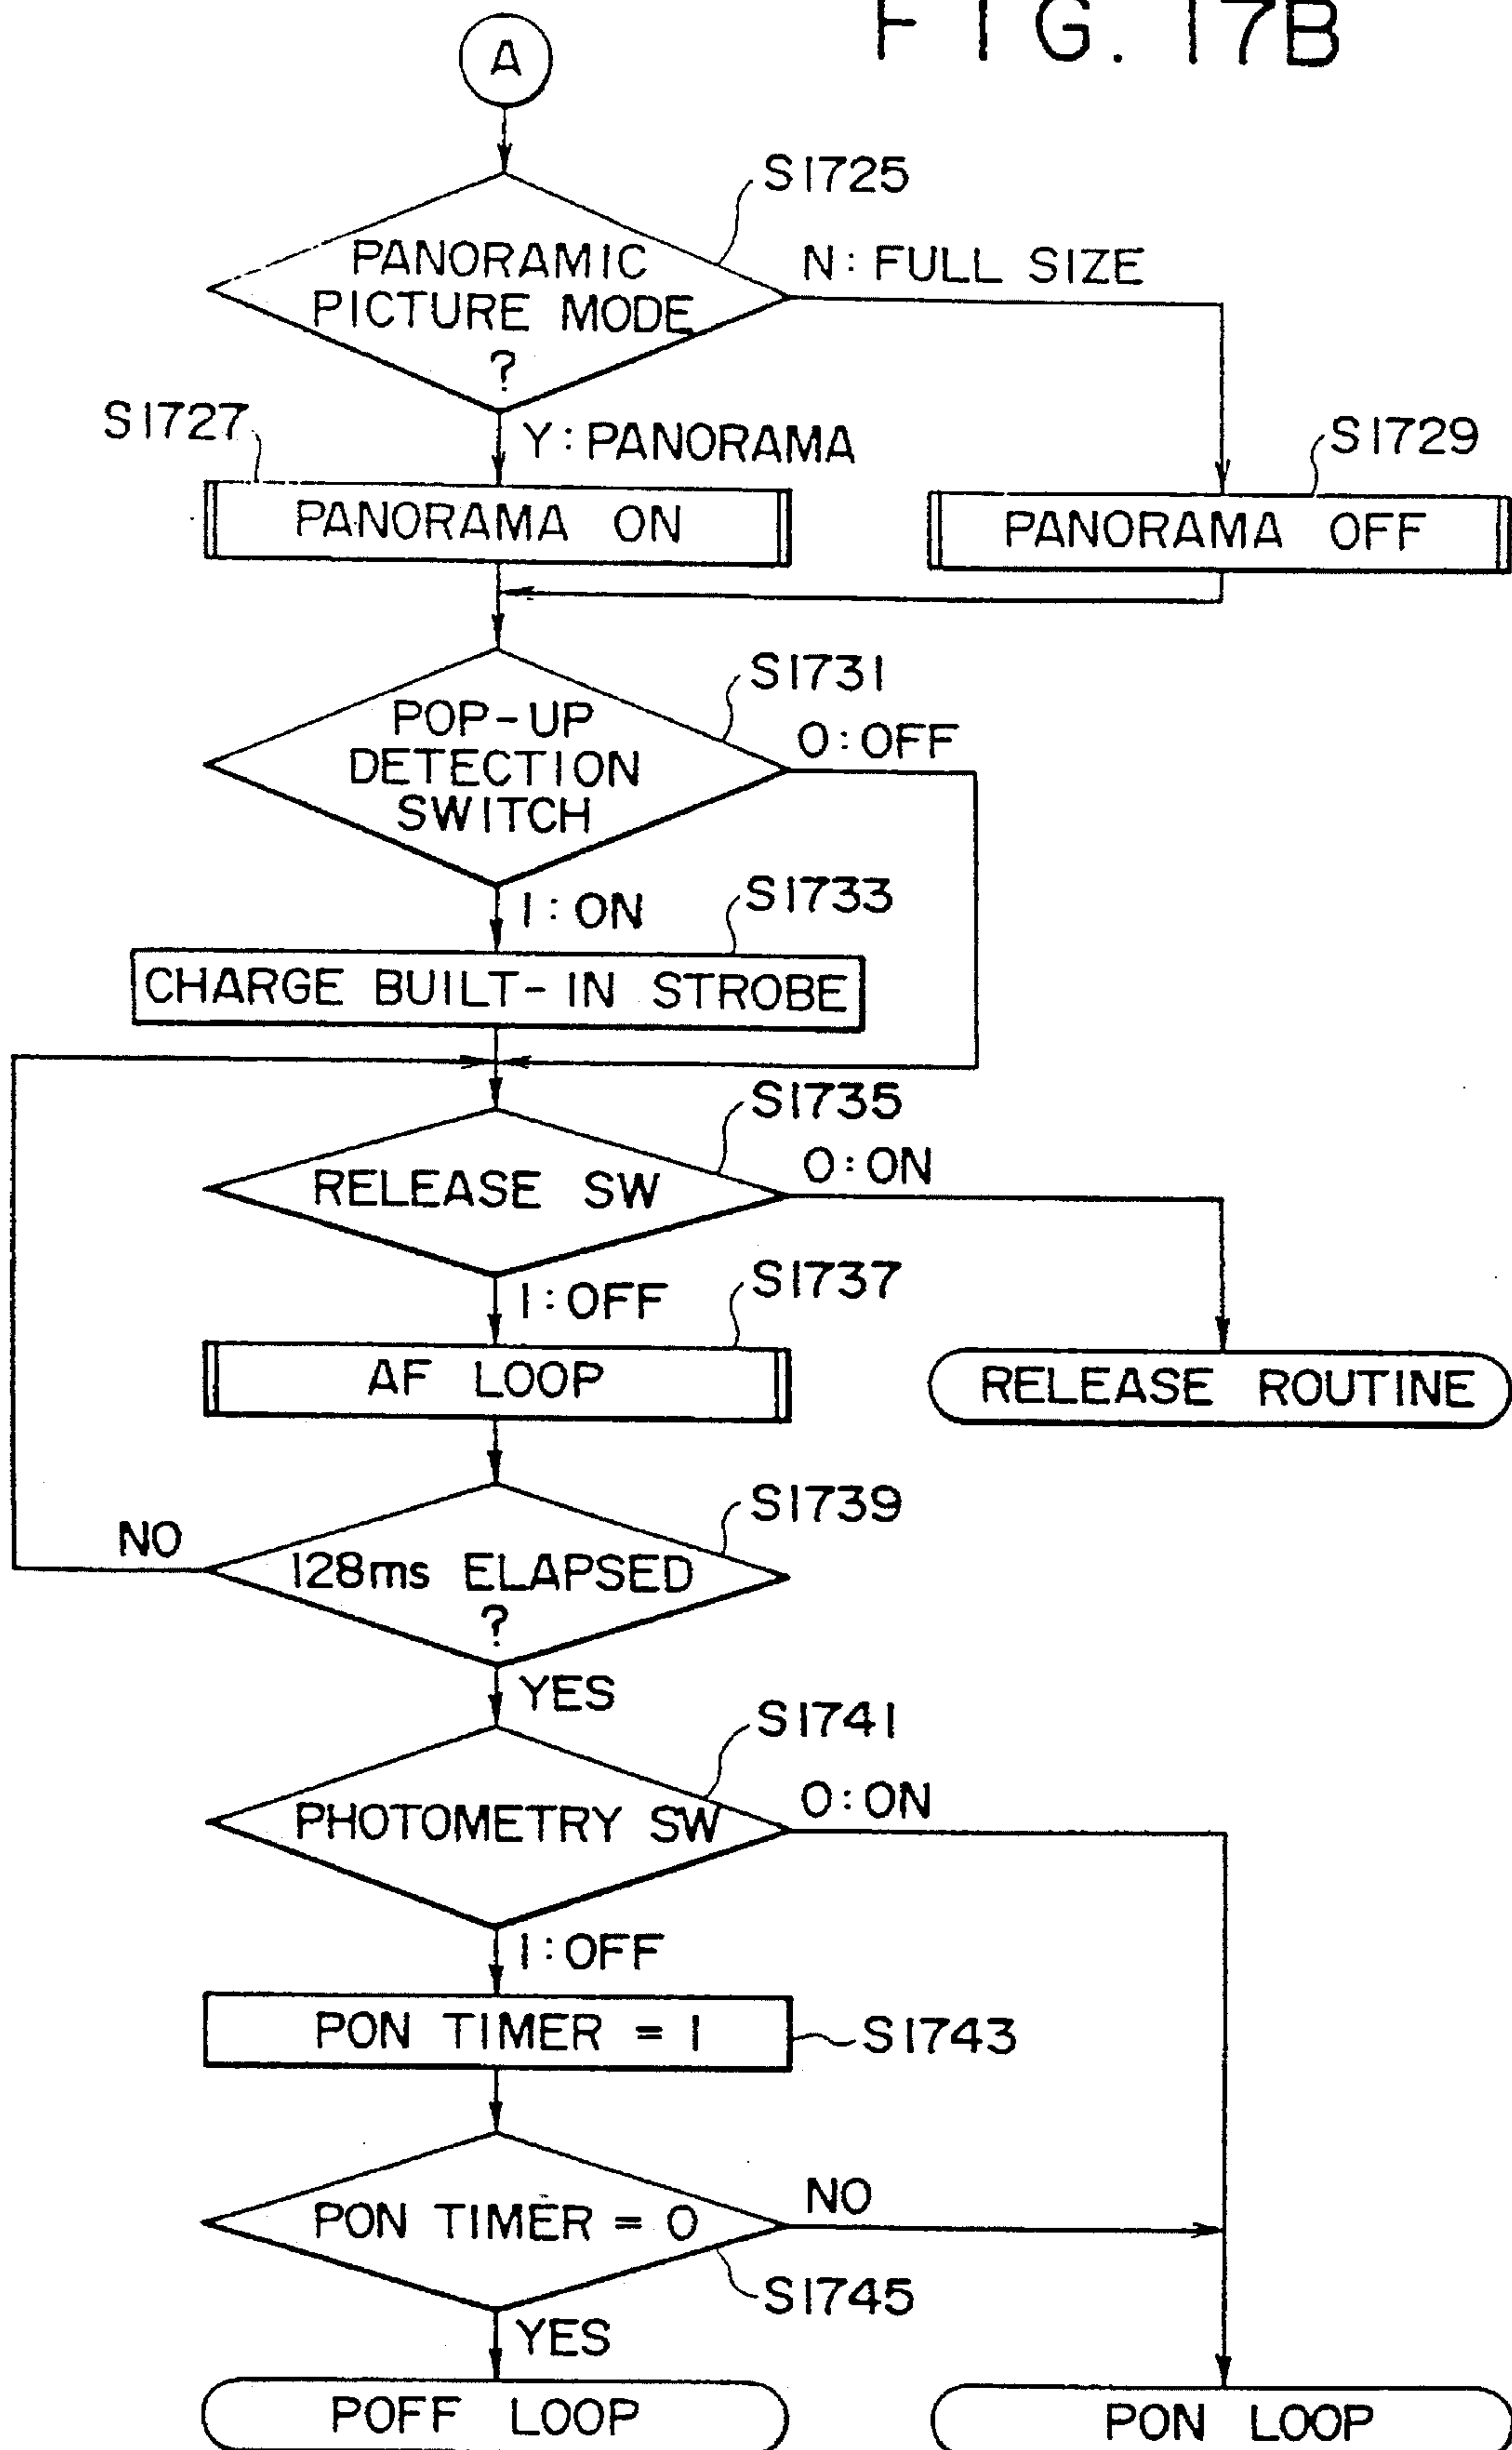 FIG. 17B
A
S1725
PANORAMIC
PICTURE MODE
?
N: FULL SIZE
Y: PANORAMA
S1727
PANORAMA ON
S1729
PANORAMA OFF
S1731
POP-UP
DETECTION
SWITCH
0: OFF
1: ON
S1733
CHARGE BUILT-IN STROBE
S1735
RELEASE SW
0: ON
1: OFF
S1737
AF LOOP
RELEASE ROUTINE
S1739
NO
128ms ELAPSED
?
YES
S1741
PHOTOMETRY SW
0: ON
1: OFF
PON TIMER = 1
S1743
PON TIMER = 0
NO
S1745
YES
POFF LOOP
PON LOOP